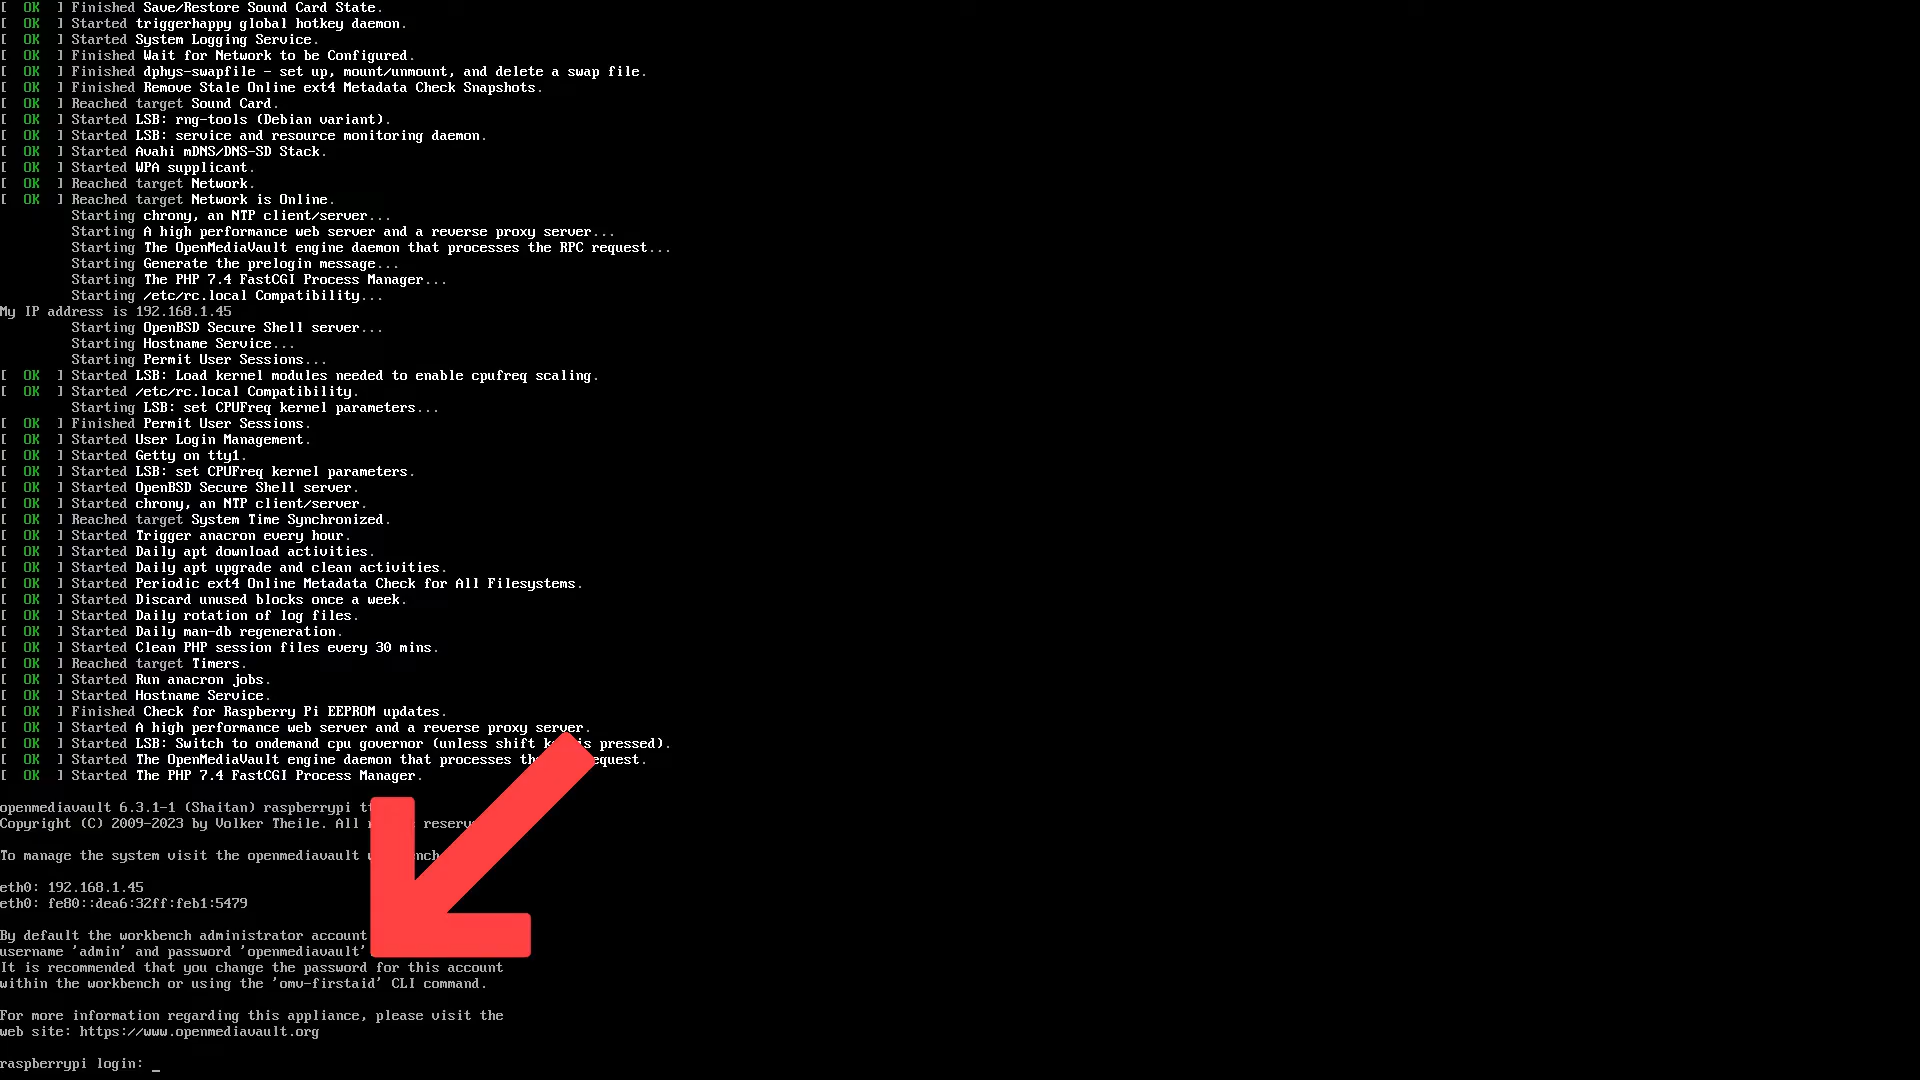 [  OK  ] Finished Save/Restore Sound Card State.
[  OK  ] Started triggerhappy global hotkey daemon.
[  OK  ] Started System Logging Service.
[  OK  ] Finished Wait for Network to be Configured.
[  OK  ] Finished dphys-swapfile - set up, mount/unmount, and delete a swap file.
[  OK  ] Finished Remove Stale Online ext4 Metadata Check Snapshots.
[  OK  ] Reached target Sound Card.
[  OK  ] Started LSB: rng-tools (Debian variant).
[  OK  ] Started LSB: service and resource monitoring daemon.
[  OK  ] Started Avahi mDNS/DNS-SD Stack.
[  OK  ] Started WPA supplicant.
[  OK  ] Reached target Network.
[  OK  ] Reached target Network is Online.
Starting chrony, an NTP client/server...
Starting A high performance web server and a reverse proxy server...
Starting The OpenMediaVault engine daemon that processes the RPC request...
Starting Generate the prelogin message...
Starting The PHP 7.4 FastCGI Process Manager...
Starting /etc/rc.local Compatibility...
My IP address is 192.168.1.45
Starting OpenBSD Secure Shell server...
Starting Hostname Service...
Starting Permit User Sessions...
[  OK  ] Started LSB: Load kernel modules needed to enable cpufreq scaling.
[  OK  ] Started /etc/rc.local Compatibility.
Starting LSB: set CPUFreq kernel parameters...
[  OK  ] Finished Permit User Sessions.
[  OK  ] Started User Login Management.
[  OK  ] Started Getty on tty1.
[  OK  ] Started LSB: set CPUFreq kernel parameters.
[  OK  ] Started OpenBSD Secure Shell server.
[  OK  ] Started chrony, an NTP client/server.
[  OK  ] Reached target System Time Synchronized.
[  OK  ] Started Trigger anacron every hour.
[  OK  ] Started Daily apt download activities.
[  OK  ] Started Daily apt upgrade and clean activities.
[  OK  ] Started Periodic ext4 Online Metadata Check for All Filesystems.
[  OK  ] Started Discard unused blocks once a week.
[  OK  ] Started Daily rotation of log files.
[  OK  ] Started Daily man-db regeneration.
[  OK  ] Started Clean PHP session files every 30 mins.
[  OK  ] Reached target Timers.
[  OK  ] Started Run anacron jobs.
[  OK  ] Started Hostname Service.
[  OK  ] Finished Check for Raspberry Pi EEPROM updates.
[  OK  ] Started A high performance web server and a reverse proxy server.
[  OK  ] Started LSB: Switch to ondemand cpu governor (unless shift is pressed).
[  OK  ] Started The OpenMediaVault engine daemon that processes request.
[  OK  ] Started The PHP 7.4 FastCGI Process Manager.
openmediavault 6.3.1-1 (Shaitan) raspberrypi
Copyright (C) 2009-2023 by Volker Theile. All
To manage the system visit the openmediavault
eth0: 192.168.1.45
eth0: fe80::dea6:32ff:feb1:5479
By default the workbench administrator account
username 'admin' and password 'openmediavault'
It is recommended that you change the password for this account
within the workbench or using the 'omv-firstaid' CLI command.
For more information regarding this appliance, please visit the
web site: https://www.openmediavault.org
raspberrypi login: _